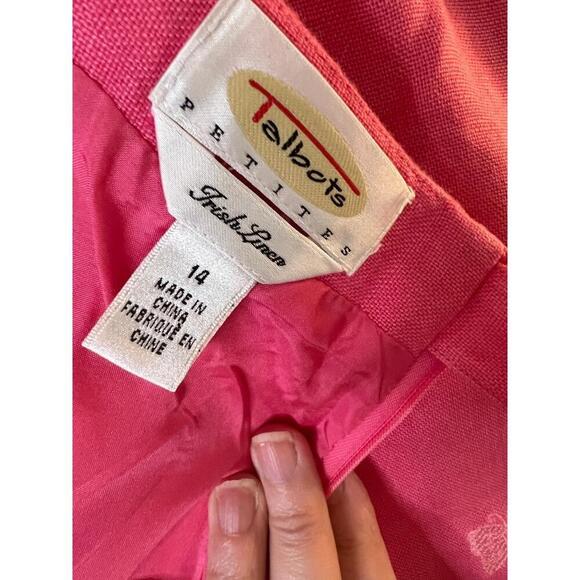 Talbots
PETITES
Irish Linen
14
MADE IN
CHINA
FABRIQUÉ EN
CHINE